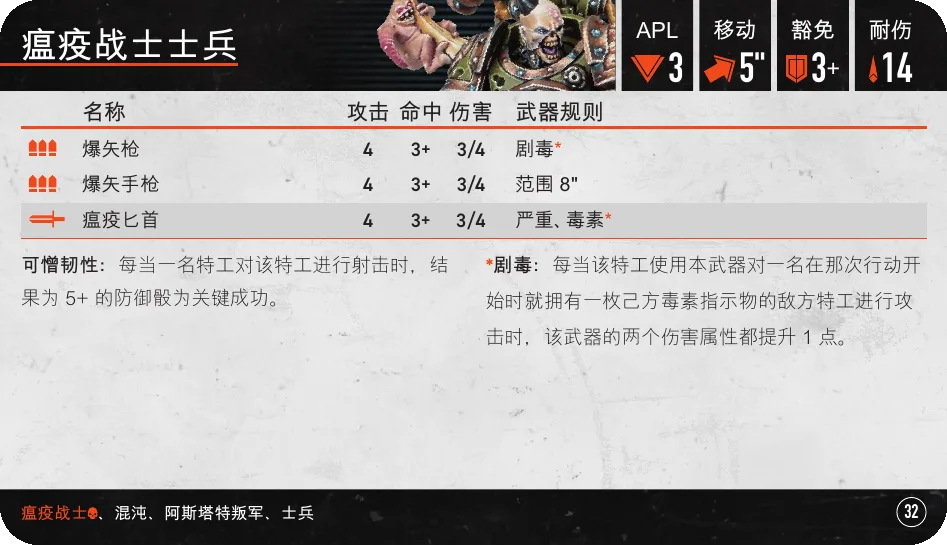 瘟疫战士士兵
APL 移动 豁免 耐伤
3 5" 3+ 14
名称 攻击 命中 伤害 武器规则
爆矢枪 4 3+ 3/4 剧毒*
爆矢手枪 4 3+ 3/4 范围 8"
瘟疫匕首 4 3+ 3/4 严重、毒素*
可憎韧性：每当一名特工对该特工进行射击时，结
果为 5+ 的防御骰为关键成功。
*剧毒：每当该特工使用本武器对一名在那次行动开
始时就拥有一枚己方毒素指示物的敌方特工进行攻
击时，该武器的两个伤害属性都提升 1 点。
瘟疫战士、混沌、阿斯塔特叛军、士兵
32